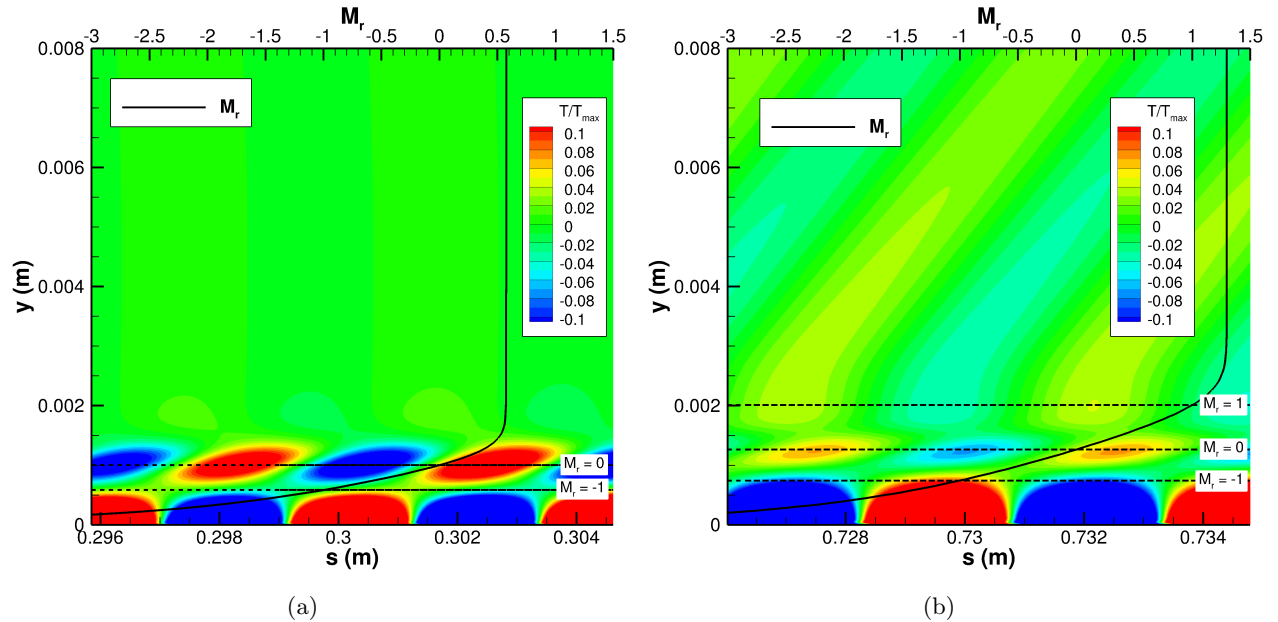 M_r
-3 -2.5 -2 -1.5 -1 -0.5 0 0.5 1 1.5
0.008
0.006
0.004
0.002
0
y (m)
M_r
T/T_max
0.1
0.08
0.06
0.04
0.02
0
-0.02
-0.04
-0.06
-0.08
-0.1
M_r = 0
M_r = -1
0.296 0.298 0.3 0.302 0.304
s (m)
(a)
M_r
-3 -2.5 -2 -1.5 -1 -0.5 0 0.5 1 1.5
0.008
0.006
0.004
0.002
0
y (m)
M_r
T/T_max
0.1
0.08
0.06
0.04
0.02
0
-0.02
-0.04
-0.06
-0.08
-0.1
M_r = 1
M_r = 0
M_r = -1
0.728 0.73 0.732 0.734
s (m)
(b)